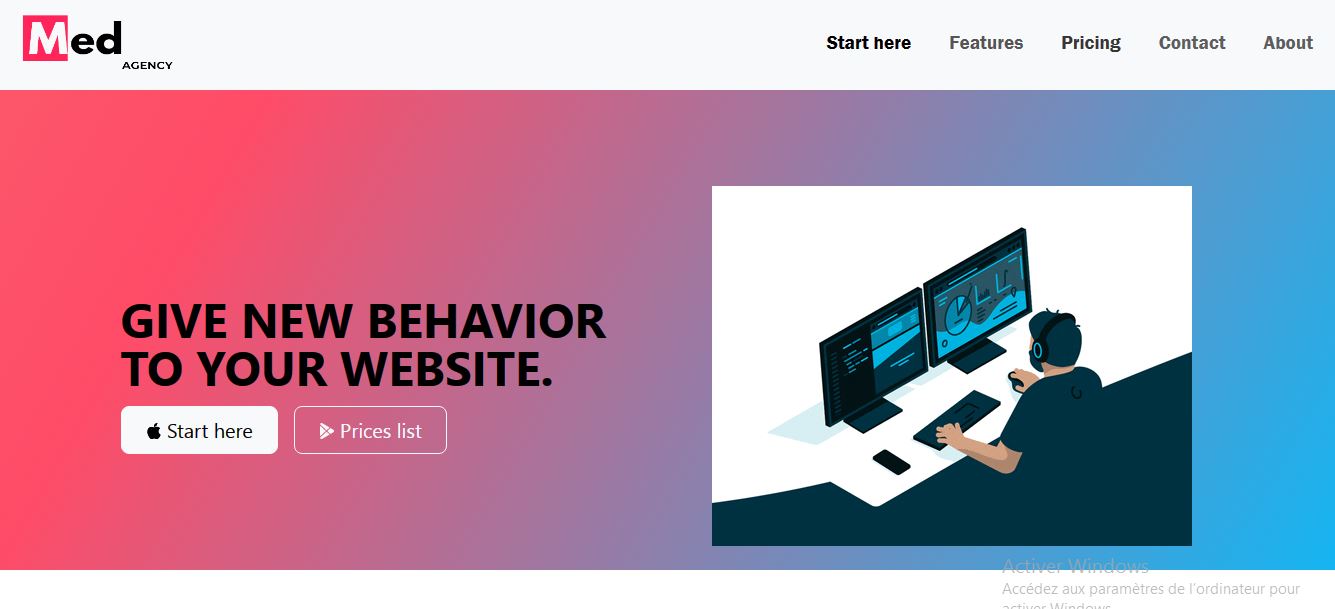 Med
AGENCY
Start here Features Pricing Contact About
GIVE NEW BEHAVIOR
TO YOUR WEBSITE.
Start here Prices list
Activer Windows
Accédez aux paramètres de l'ordinateur pour
activer Windows